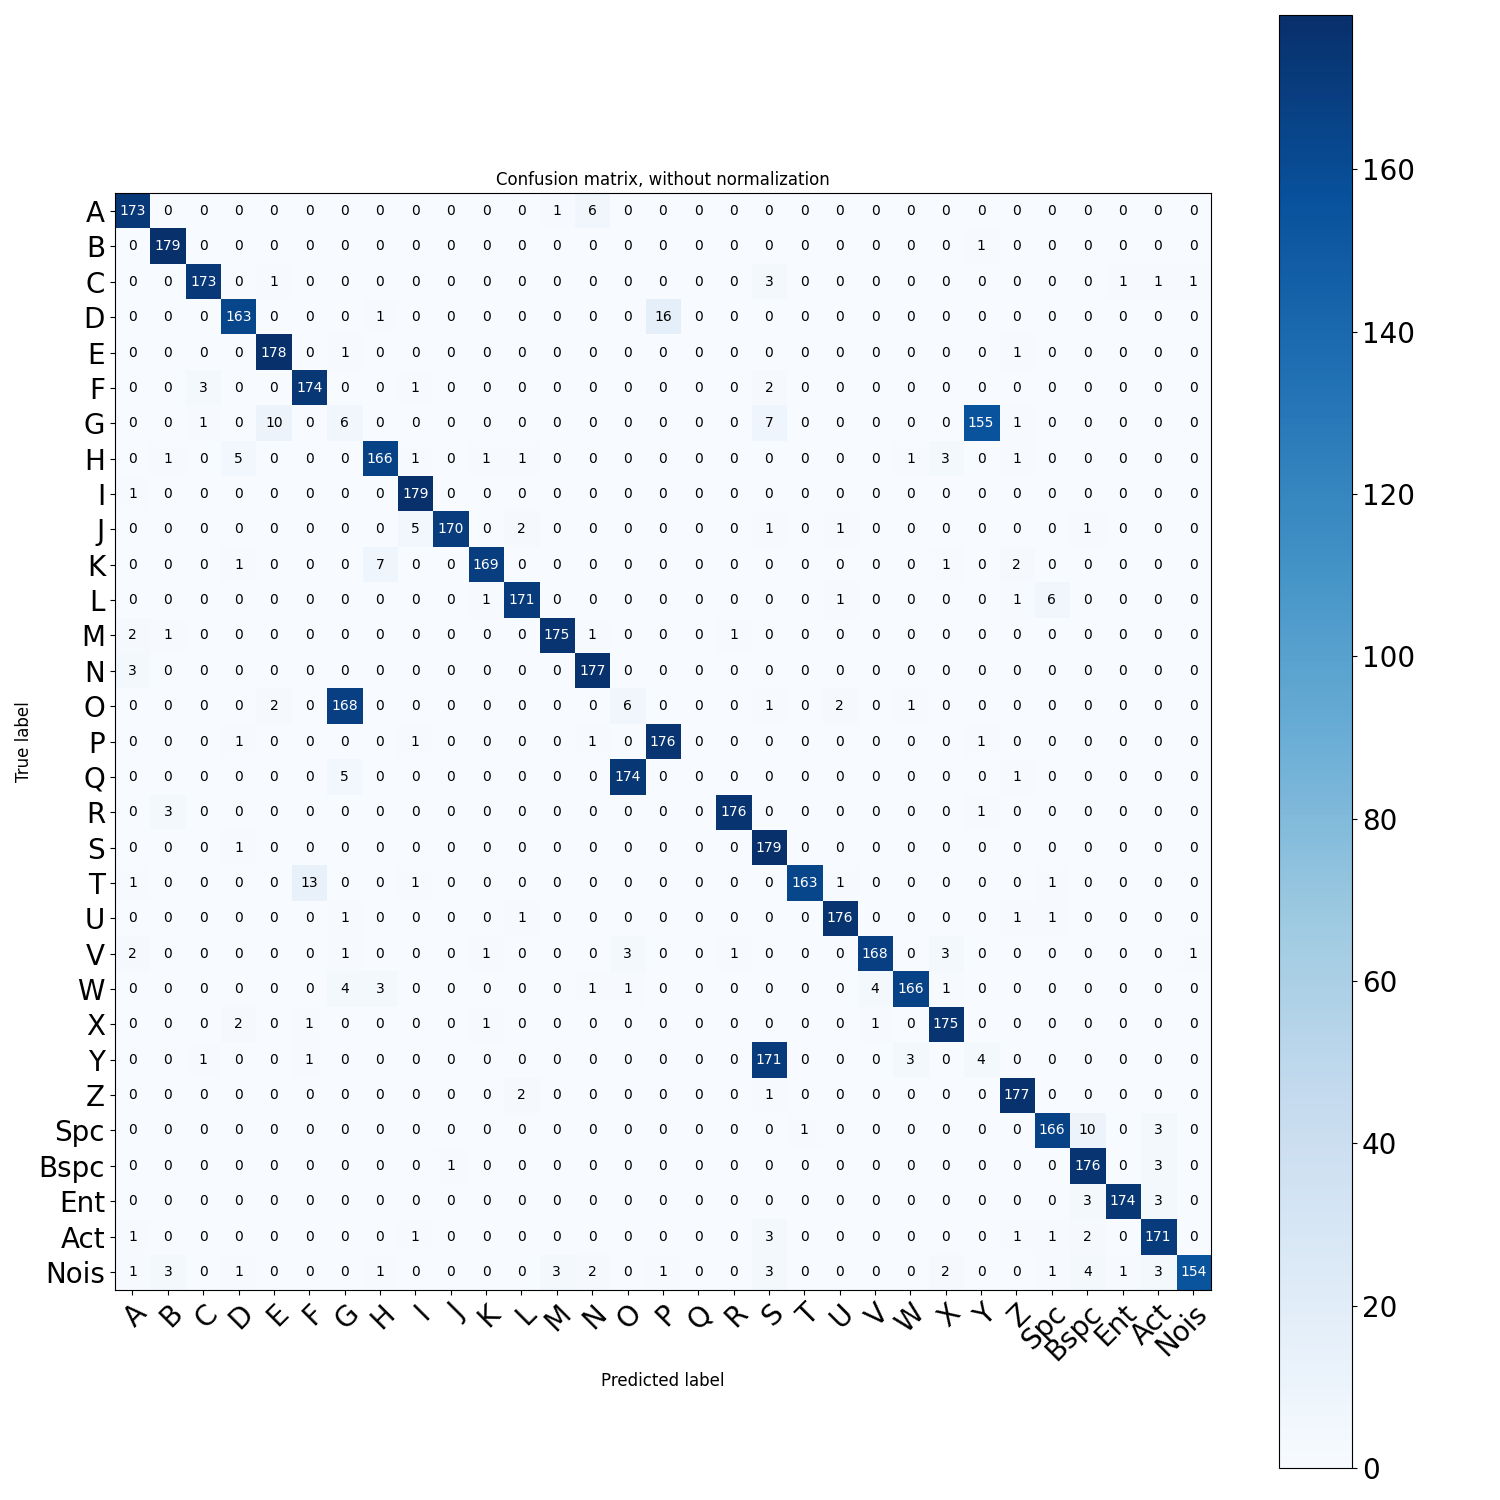 Confusion matrix, without normalization
A 173 0 0 0 0 0 0 0 0 0 0 0 1 6 0 0 0 0 0 0 0 0 0 0 0 0 0 0 0 0 0
B 0 179 0 0 0 0 0 0 0 0 0 0 0 0 0 0 0 0 0 0 0 0 0 0 1 0 0 0 0 0 0
C 0 0 173 0 1 0 0 0 0 0 0 0 0 0 0 0 0 0 3 0 0 0 0 0 0 0 0 0 1 1 1
D 0 0 0 163 0 0 0 1 0 0 0 0 0 0 0 16 0 0 0 0 0 0 0 0 0 0 0 0 0 0 0
E 0 0 0 0 178 0 1 0 0 0 0 0 0 0 0 0 0 0 0 0 0 0 0 0 0 1 0 0 0 0 0
F 0 0 3 0 0 174 0 0 1 0 0 0 0 0 0 0 0 0 2 0 0 0 0 0 0 0 0 0 0 0 0
G 0 0 1 0 10 0 6 0 0 0 0 0 0 0 0 0 0 0 7 0 0 0 0 0 155 1 0 0 0 0 0
H 0 1 0 5 0 0 0 166 1 0 1 1 0 0 0 0 0 0 0 0 0 0 1 3 0 1 0 0 0 0 0
I 1 0 0 0 0 0 0 0 179 0 0 0 0 0 0 0 0 0 0 0 0 0 0 0 0 0 0 0 0 0 0
J 0 0 0 0 0 0 0 0 5 170 0 2 0 0 0 0 0 0 1 0 1 0 0 0 0 0 0 1 0 0 0
K 0 0 0 1 0 0 0 7 0 0 169 0 0 0 0 0 0 0 0 0 0 0 0 1 0 2 0 0 0 0 0
L 0 0 0 0 0 0 0 0 0 0 1 171 0 0 0 0 0 0 0 0 1 0 0 0 0 1 6 0 0 0 0
M 2 1 0 0 0 0 0 0 0 0 0 0 175 1 0 0 0 1 0 0 0 0 0 0 0 0 0 0 0 0 0
N 3 0 0 0 0 0 0 0 0 0 0 0 0 177 0 0 0 0 0 0 0 0 0 0 0 0 0 0 0 0 0
O 0 0 0 0 2 0 168 0 0 0 0 0 0 0 6 0 0 0 1 0 2 0 1 0 0 0 0 0 0 0 0
P 0 0 0 1 0 0 0 0 1 0 0 0 0 1 0 176 0 0 0 0 0 0 0 0 1 0 0 0 0 0 0
Q 0 0 0 0 0 0 5 0 0 0 0 0 0 0 174 0 0 0 0 0 0 0 0 0 0 1 0 0 0 0 0
R 0 3 0 0 0 0 0 0 0 0 0 0 0 0 0 0 0 176 0 0 0 0 0 0 1 0 0 0 0 0 0
S 0 0 0 1 0 0 0 0 0 0 0 0 0 0 0 0 0 0 179 0 0 0 0 0 0 0 0 0 0 0 0
T 1 0 0 0 0 13 0 0 1 0 0 0 0 0 0 0 0 0 0 163 1 0 0 0 0 0 1 0 0 0 0
U 0 0 0 0 0 0 1 0 0 0 0 1 0 0 0 0 0 0 0 0 176 0 0 0 0 1 1 0 0 0 0
V 2 0 0 0 0 0 1 0 0 0 1 0 0 0 3 0 0 1 0 0 0 168 0 3 0 0 0 0 0 0 1
W 0 0 0 0 0 0 4 3 0 0 0 0 0 1 1 0 0 0 0 0 0 4 166 1 0 0 0 0 0 0 0
X 0 0 0 2 0 1 0 0 0 0 1 0 0 0 0 0 0 0 0 0 0 1 0 175 0 0 0 0 0 0 0
Y 0 0 1 0 0 1 0 0 0 0 0 0 0 0 0 0 0 0 171 0 0 0 3 0 4 0 0 0 0 0 0
Z 0 0 0 0 0 0 0 0 0 0 0 2 0 0 0 0 0 0 1 0 0 0 0 0 0 177 0 0 0 0 0
Spc 0 0 0 0 0 0 0 0 0 0 0 0 0 0 0 0 0 0 0 1 0 0 0 0 0 0 166 10 0 3 0
Bspc 0 0 0 0 0 0 0 0 0 1 0 0 0 0 0 0 0 0 0 0 0 0 0 0 0 0 0 176 0 3 0
Ent 0 0 0 0 0 0 0 0 0 0 0 0 0 0 0 0 0 0 0 0 0 0 0 0 0 0 0 3 174 3 0
Act 1 0 0 0 0 0 0 0 1 0 0 0 0 0 0 0 0 0 3 0 0 0 0 0 0 1 1 2 0 171 0
Nois 1 3 0 1 0 0 0 1 0 0 0 0 3 2 0 1 0 0 3 0 0 0 0 2 0 0 1 4 1 3 154
A B C D E F G H I J K L M N O P Q R S T U V W X Y Z Spc Bspc Ent Act Nois
Predicted label
True label
160
140
120
100
80
60
40
20
0